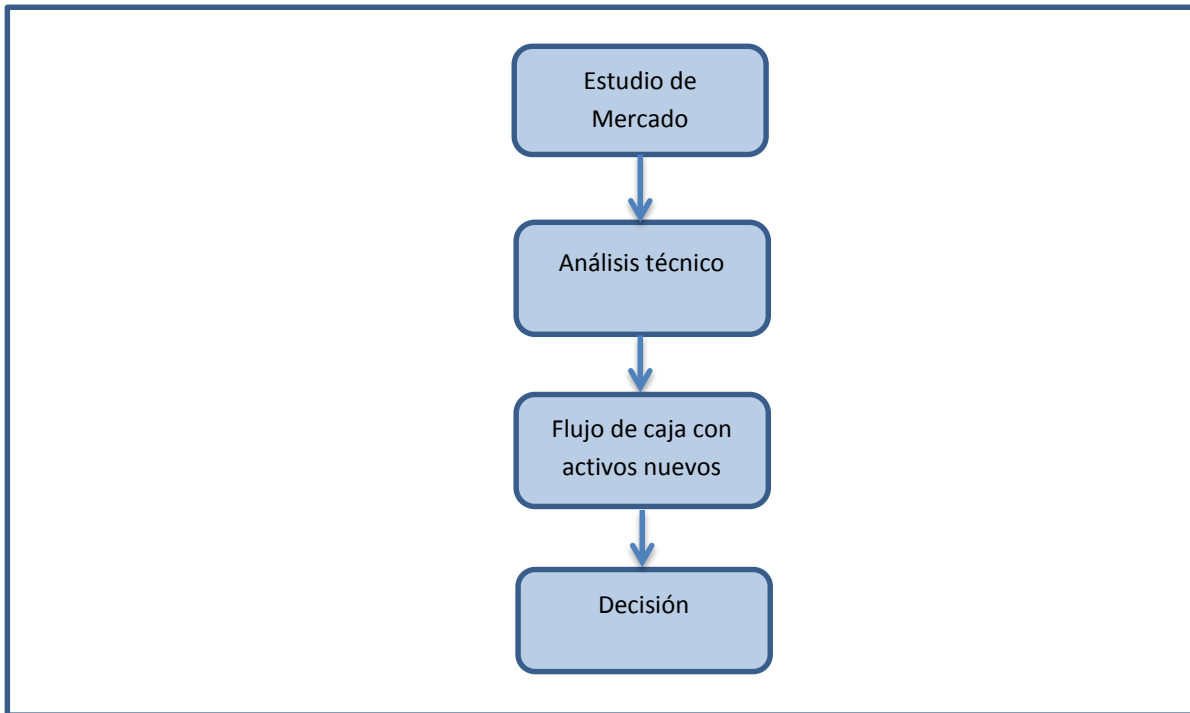 Estudio de
Mercado
Análisis técnico
Flujo de caja con
activos nuevos
Decisión